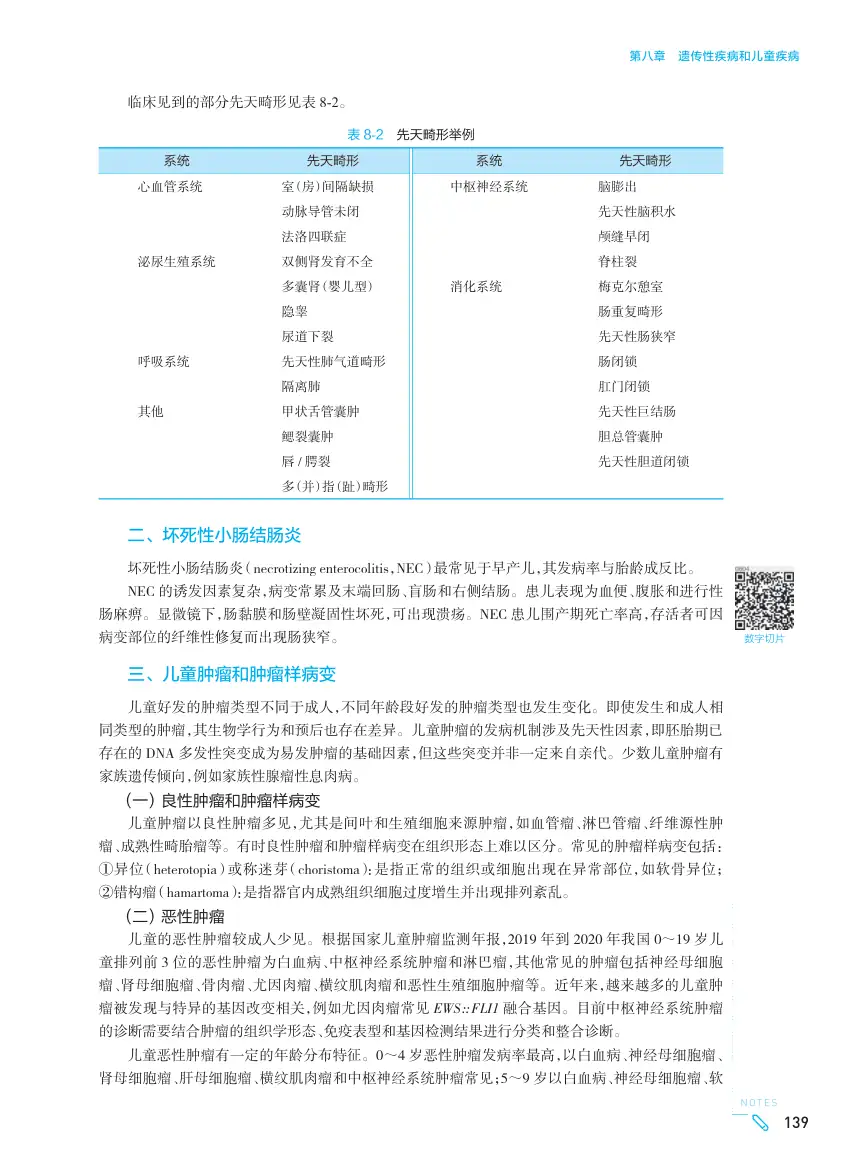 第八章 遗传性疾病和儿童疾病
临床见到的部分先天畸形见表 8-2。
表 8-2 先天畸形举例
系统 先天畸形 系统 先天畸形
心血管系统 室（房）间隔缺损 中枢神经系统 脑膨出
动脉导管未闭 先天性脑积水
法洛四联症 颅缝早闭
泌尿生殖系统 双侧肾发育不全 脊柱裂
多囊肾（婴儿型） 消化系统 梅克尔憩室
隐睾 肠重复畸形
尿道下裂 先天性肠狭窄
呼吸系统 先天性肺气道畸形 肠闭锁
隔离肺 肛门闭锁
其他 甲状舌管囊肿 先天性巨结肠
鳃裂囊肿 胆总管囊肿
唇 / 腭裂 先天性胆道闭锁
多（并）指（趾）畸形
二、坏死性小肠结肠炎
坏死性小肠结肠炎（necrotizing enterocolitis，NEC）最常见于早产儿，其发病率与胎龄成反比。
NEC 的诱发因素复杂，病变常累及末端回肠、盲肠和右侧结肠。患儿表现为血便、腹胀和进行性
肠麻痹。显微镜下，肠黏膜和肠壁凝固性坏死，可出现溃疡。NEC 患儿围产期死亡率高，存活者可因
病变部位的纤维性修复而出现肠狭窄。
数字切片
三、儿童肿瘤和肿瘤样病变
儿童好发的肿瘤类型不同于成人，不同年龄段好发的肿瘤类型也发生变化。即使发生和成人相
同类型的肿瘤，其生物学行为和预后也存在差异。儿童肿瘤的发病机制涉及先天性因素，即胚胎期已
存在的 DNA 多发性突变成为易发肿瘤的基础因素，但这些突变并非一定来自亲代。少数儿童肿瘤有
家族遗传倾向，例如家族性腺瘤性息肉病。
（一）良性肿瘤和肿瘤样病变
儿童肿瘤以良性肿瘤多见，尤其是间叶和生殖细胞来源肿瘤，如血管瘤、淋巴管瘤、纤维源性肿
瘤、成熟性畸胎瘤等。有时良性肿瘤和肿瘤样病变在组织形态上难以区分。常见的肿瘤样病变包括：
①异位（heterotopia）或称迷芽（choristoma）：是指正常的组织或细胞出现在异常部位，如软骨异位；
②错构瘤（hamartoma）：是指器官内成熟组织细胞过度增生并出现排列紊乱。
（二）恶性肿瘤
儿童的恶性肿瘤较成人少见。根据国家儿童肿瘤监测年报，2019 年到 2020 年我国 0～19 岁儿
童排列前 3 位的恶性肿瘤为白血病、中枢神经系统肿瘤和淋巴瘤，其他常见的肿瘤包括神经母细胞
瘤、肾母细胞瘤、骨肉瘤、尤因肉瘤、横纹肌肉瘤和恶性生殖细胞肿瘤等。近年来，越来越多的儿童肿
瘤被发现与特异的基因改变相关，例如尤因肉瘤常见 EWS::FLI1 融合基因。目前中枢神经系统肿瘤
的诊断需要结合肿瘤的组织学形态、免疫表型和基因检测结果进行分类和整合诊断。
儿童恶性肿瘤有一定的年龄分布特征。0～4 岁恶性肿瘤发病率最高，以白血病、神经母细胞瘤、
肾母细胞瘤、肝母细胞瘤、横纹肌肉瘤和中枢神经系统肿瘤常见；5～9 岁以白血病、神经母细胞瘤、软
NOTES
139